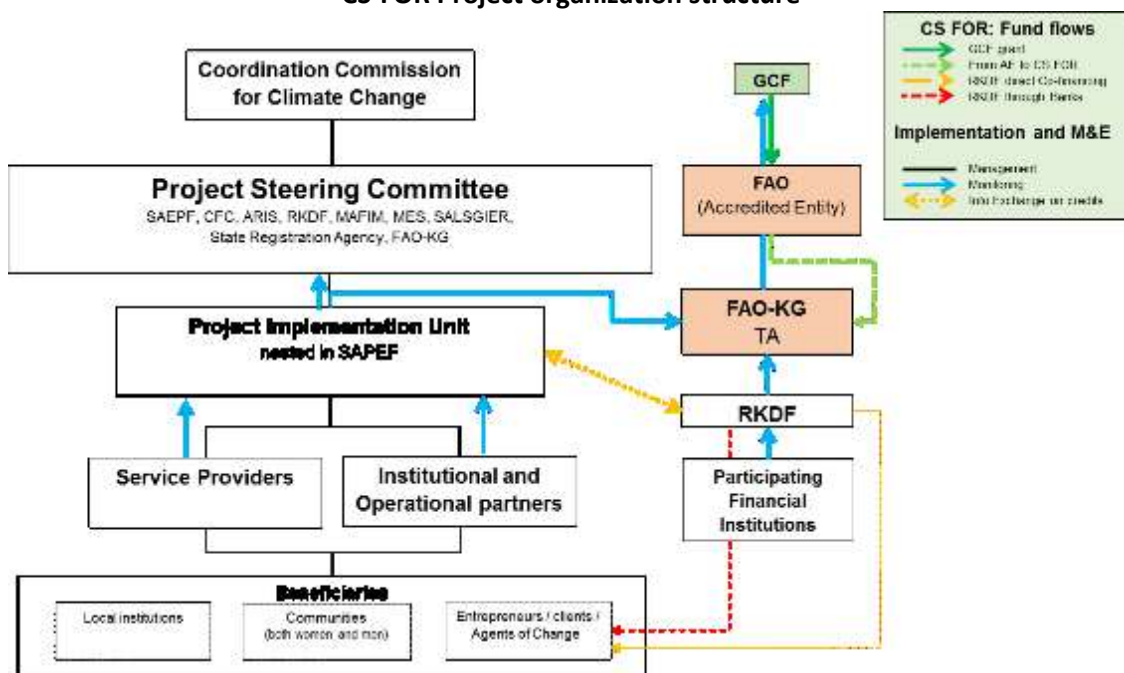 CS FOR Project organization structure
Coordination Commission
for Climate Change
Project Steering Committee
SAEPF, CFC, ARIS, RKDF, MAFIM, MES, SALSGIER,
State Registration Agency, FAO-KG
Project Implementation Unit
nested in SAPEF
Service Providers
Institutional and
Operational partners
Beneficiaries
Local institutions
Communities
(both women and men)
Entrepreneurs / clients /
Agents of Change
GCF
FAO
(Accredited Entity)
FAO-KG
TA
RKDF
Participating
Financial
Institutions
CS FOR: Fund flows
GCF grant
From AE to CS FOR
RKDF direct Co-financing
RKDF through Banks
Implementation and M&E
Management
Monitoring
Info Exchange on credits